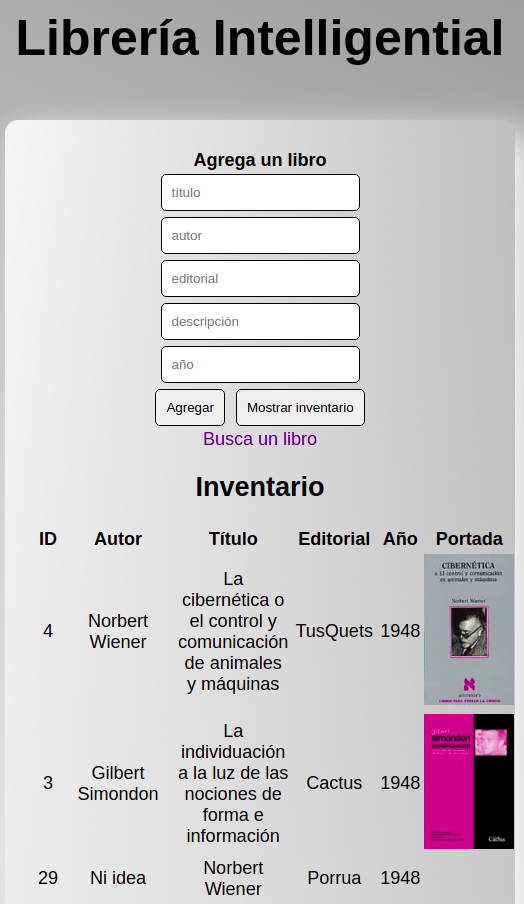 Librería Intelligential
Agrega un libro
título
autor
editorial
descripción
año
Agregar Mostrar inventario
Busca un libro
Inventario
ID Autor Título Editorial Año Portada
4 Norbert Wiener La cibernética o el control y comunicación de animales y máquinas TusQuets 1948
CIBERNÉTICA
o El control y comunicación
en animales y máquinas
Norbert Wiener
3 Gilbert Simondon La individuación a la luz de las nociones de forma e información Cactus 1948
gilbert
simondon
la individuación
Cactus
29 Ni idea Norbert Wiener Porrua 1948